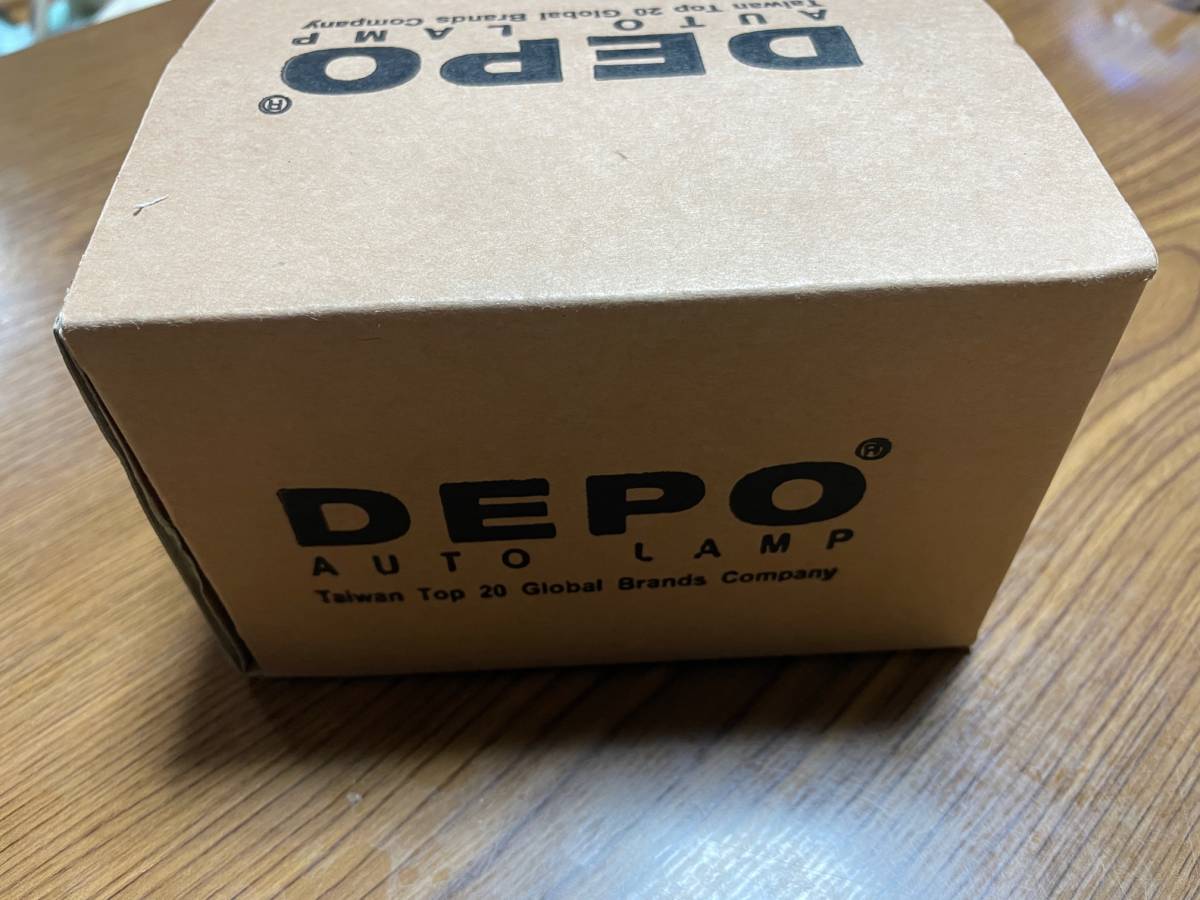 DEPO®
AUTO LAMP
Taiwan Top 20 Global Brands Company
DEPO®
AUTO LAMP
Taiwan Top 20 Global Brands Company